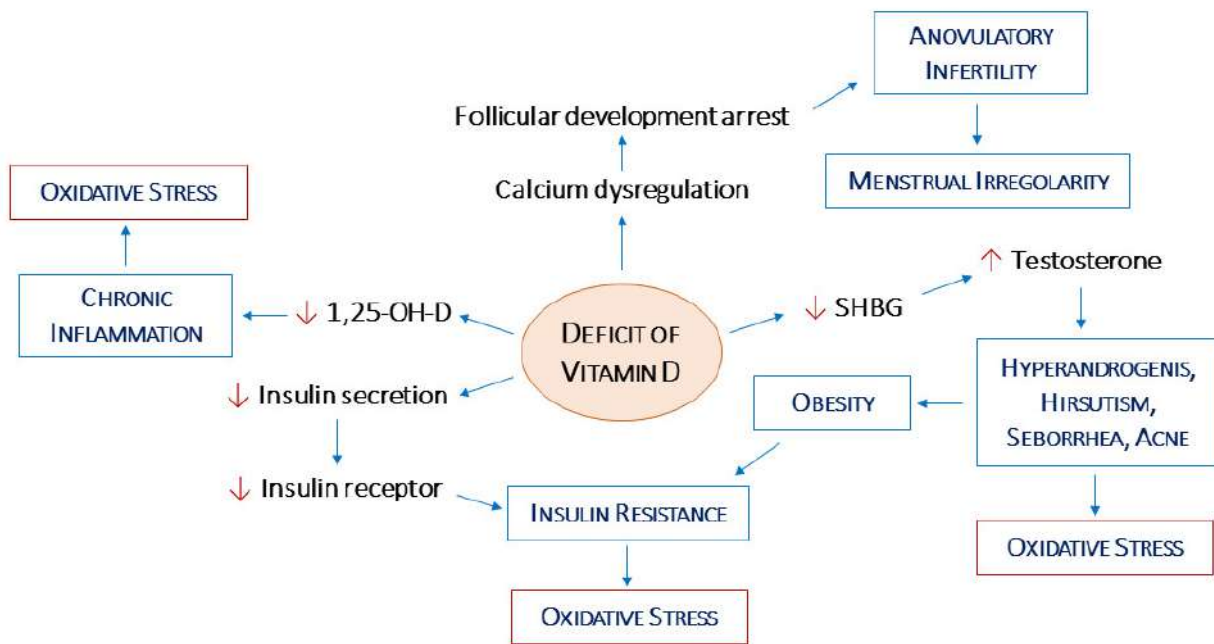 ANOVULATORY
INFERTILITY
Follicular development arrest
MENSTRUAL IRREGOLARITY
Calcium dysregulation
OXIDATIVE STRESS
CHRONIC
INFLAMMATION
↓ 1,25-OH-D
DEFICIT OF
VITAMIN D
↓ SHBG
↑ Testosterone
HYPERANDROGENIS,
HIRSUTISM,
SEBORRHEA, ACNE
OBESITY
↓ Insulin secretion
↓ Insulin receptor
INSULIN RESISTANCE
OXIDATIVE STRESS
OXIDATIVE STRESS